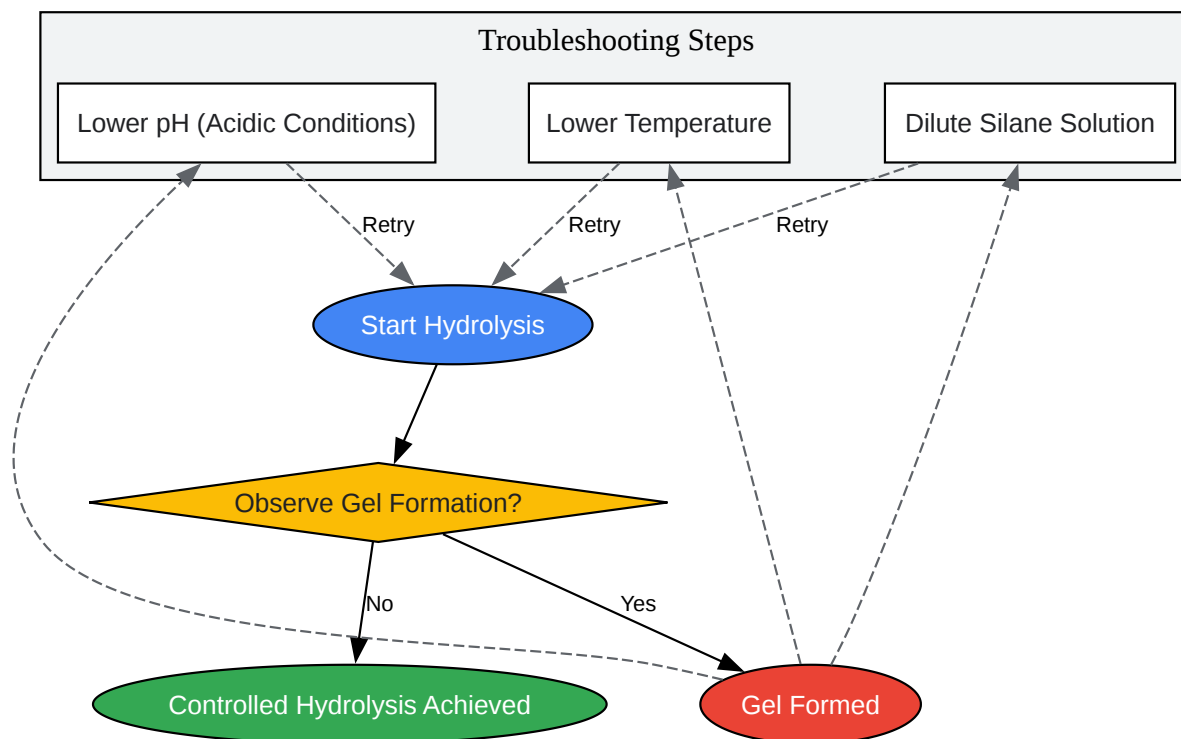 Troubleshooting Steps
Lower pH (Acidic Conditions)
Lower Temperature
Dilute Silane Solution
Retry
Retry
Retry
Start Hydrolysis
Observe Gel Formation?
No
Yes
Controlled Hydrolysis Achieved
Gel Formed